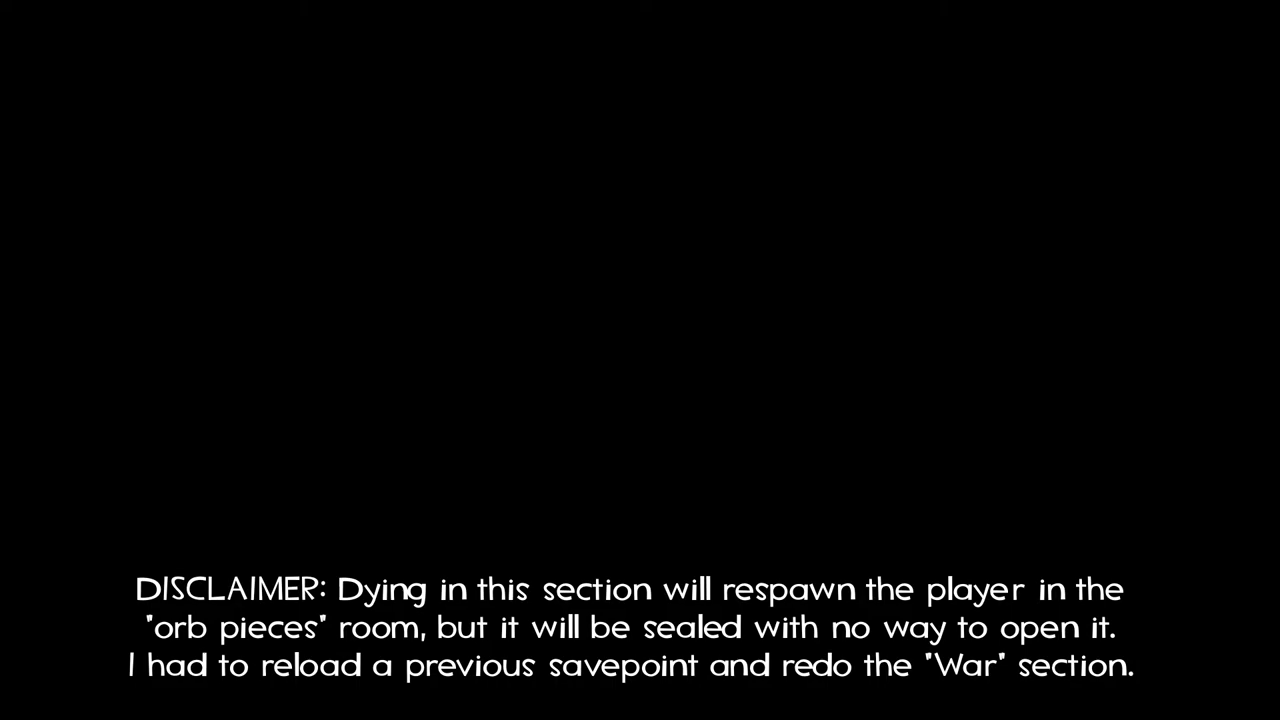 DISCLAIMER: Dying in this section will respawn the player in the
"orb pieces" room, but it will be sealed with no way to open it.
I had to reload a previous savepoint and redo the "War" section.